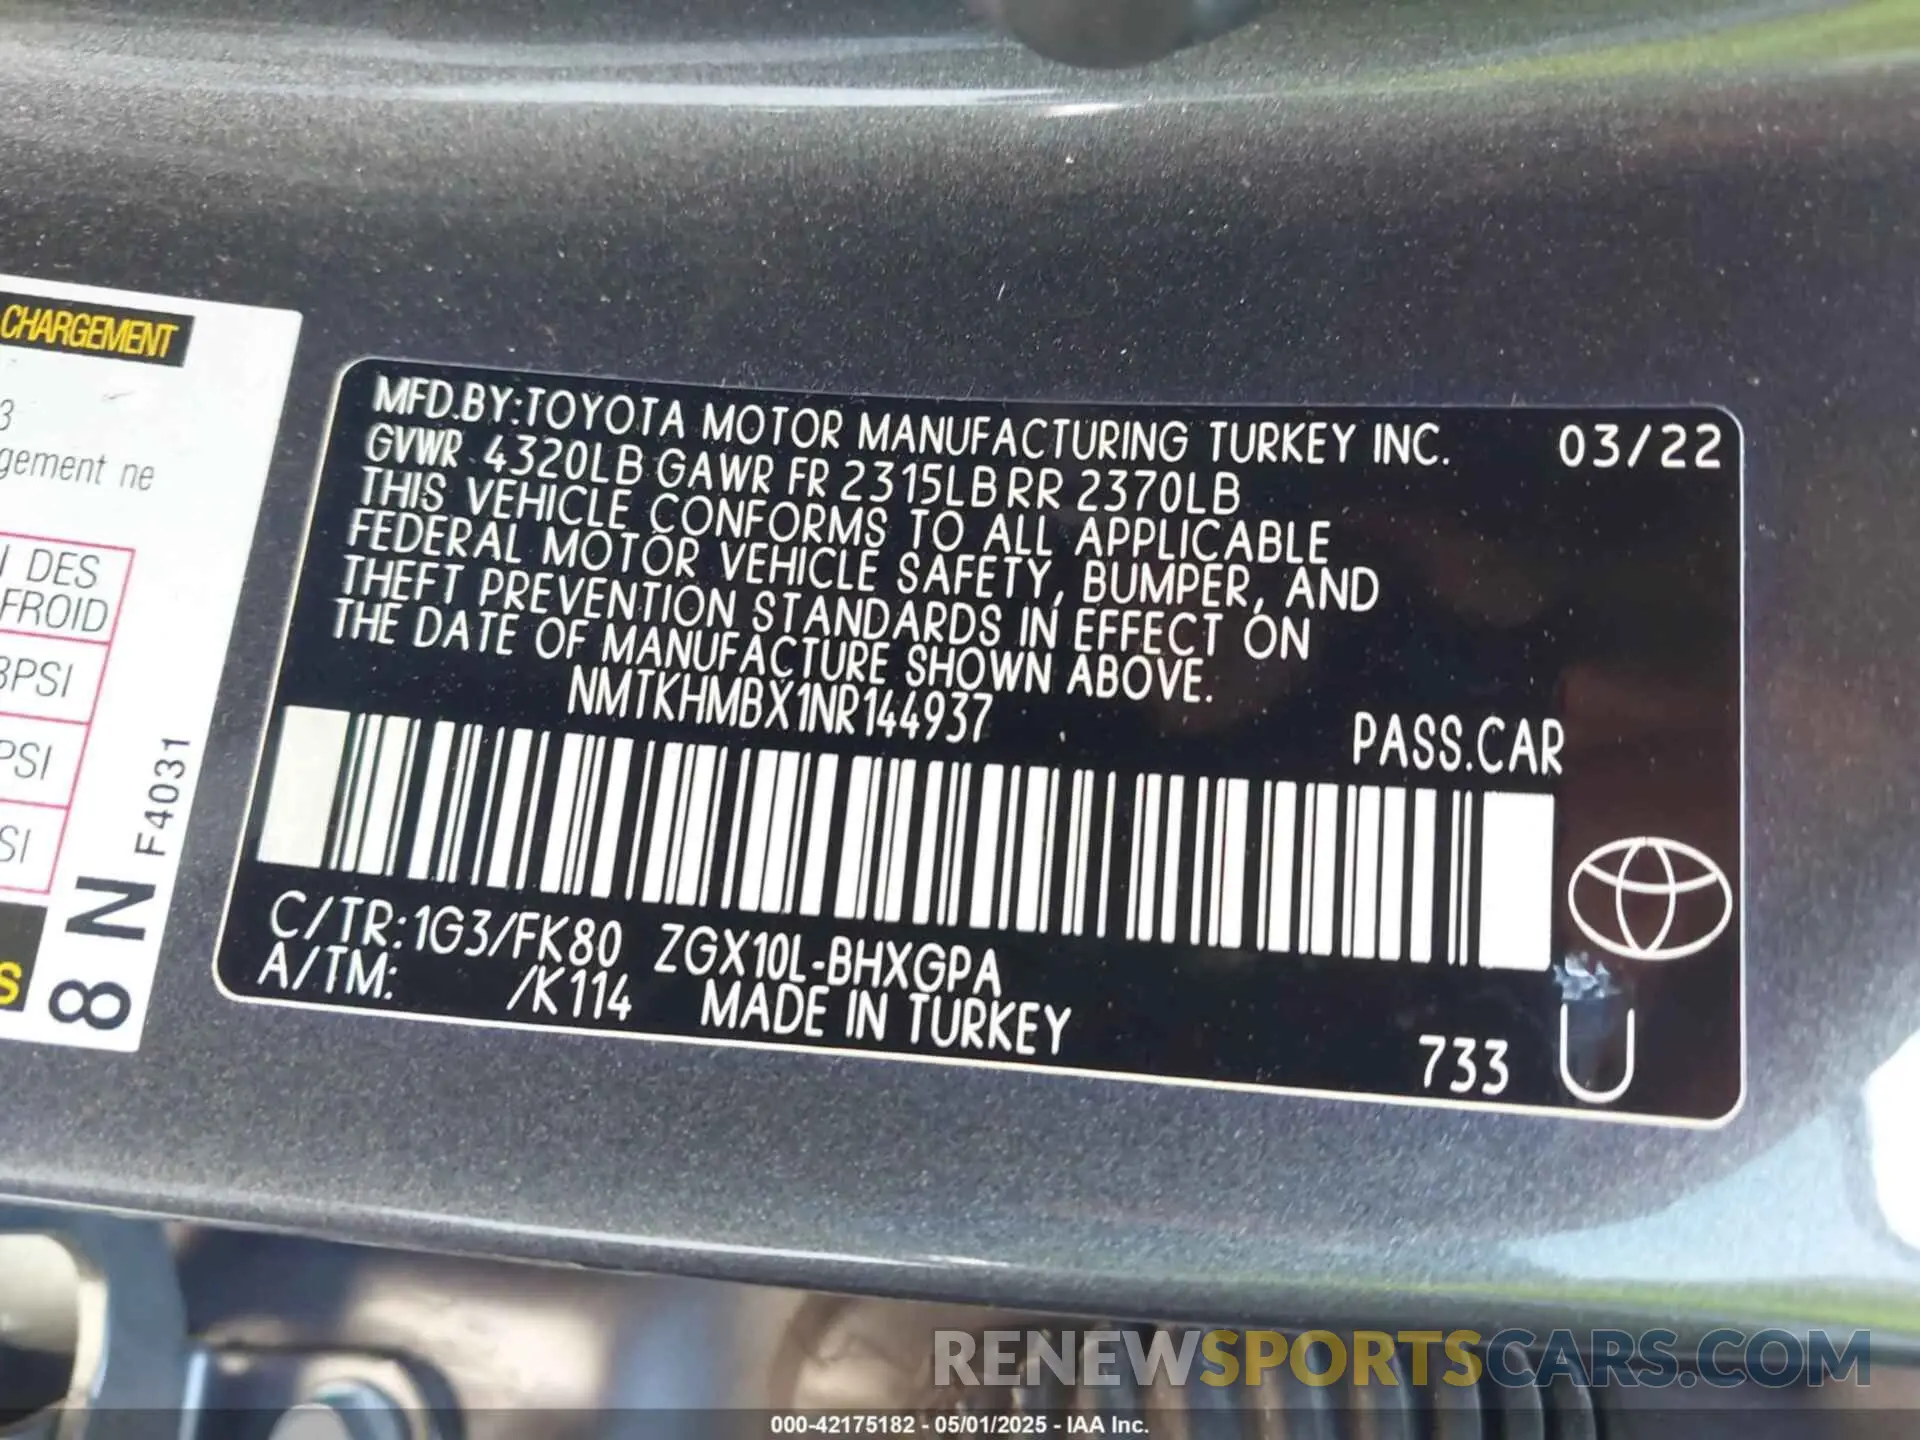 CHARGEMENT
3
gement ne
I DES
FROID
PSI
PSI
SI
S
8 N
F40031
MFD.BY:TOYOTA MOTOR MANUFACTURING TURKEY INC. 03/22
GVWR 4320LB GAWR FR 2315LB RR 2370LB
THIS VEHICLE CONFORMS TO ALL APPLICABLE
FEDERAL MOTOR VEHICLE SAFETY, BUMPER, AND
THEFT PREVENTION STANDARDS IN EFFECT ON
THE DATE OF MANUFACTURE SHOWN ABOVE.
NMTKHMBX1NR144937 PASS.CAR
C/TR:1G3/FK80 ZGX10L-BHXGPA
A/TM: /K114 MADE IN TURKEY
733 U
RENEWSPORTSCARS.COM
000-42175182 - 05/01/2025 - IAA Inc.